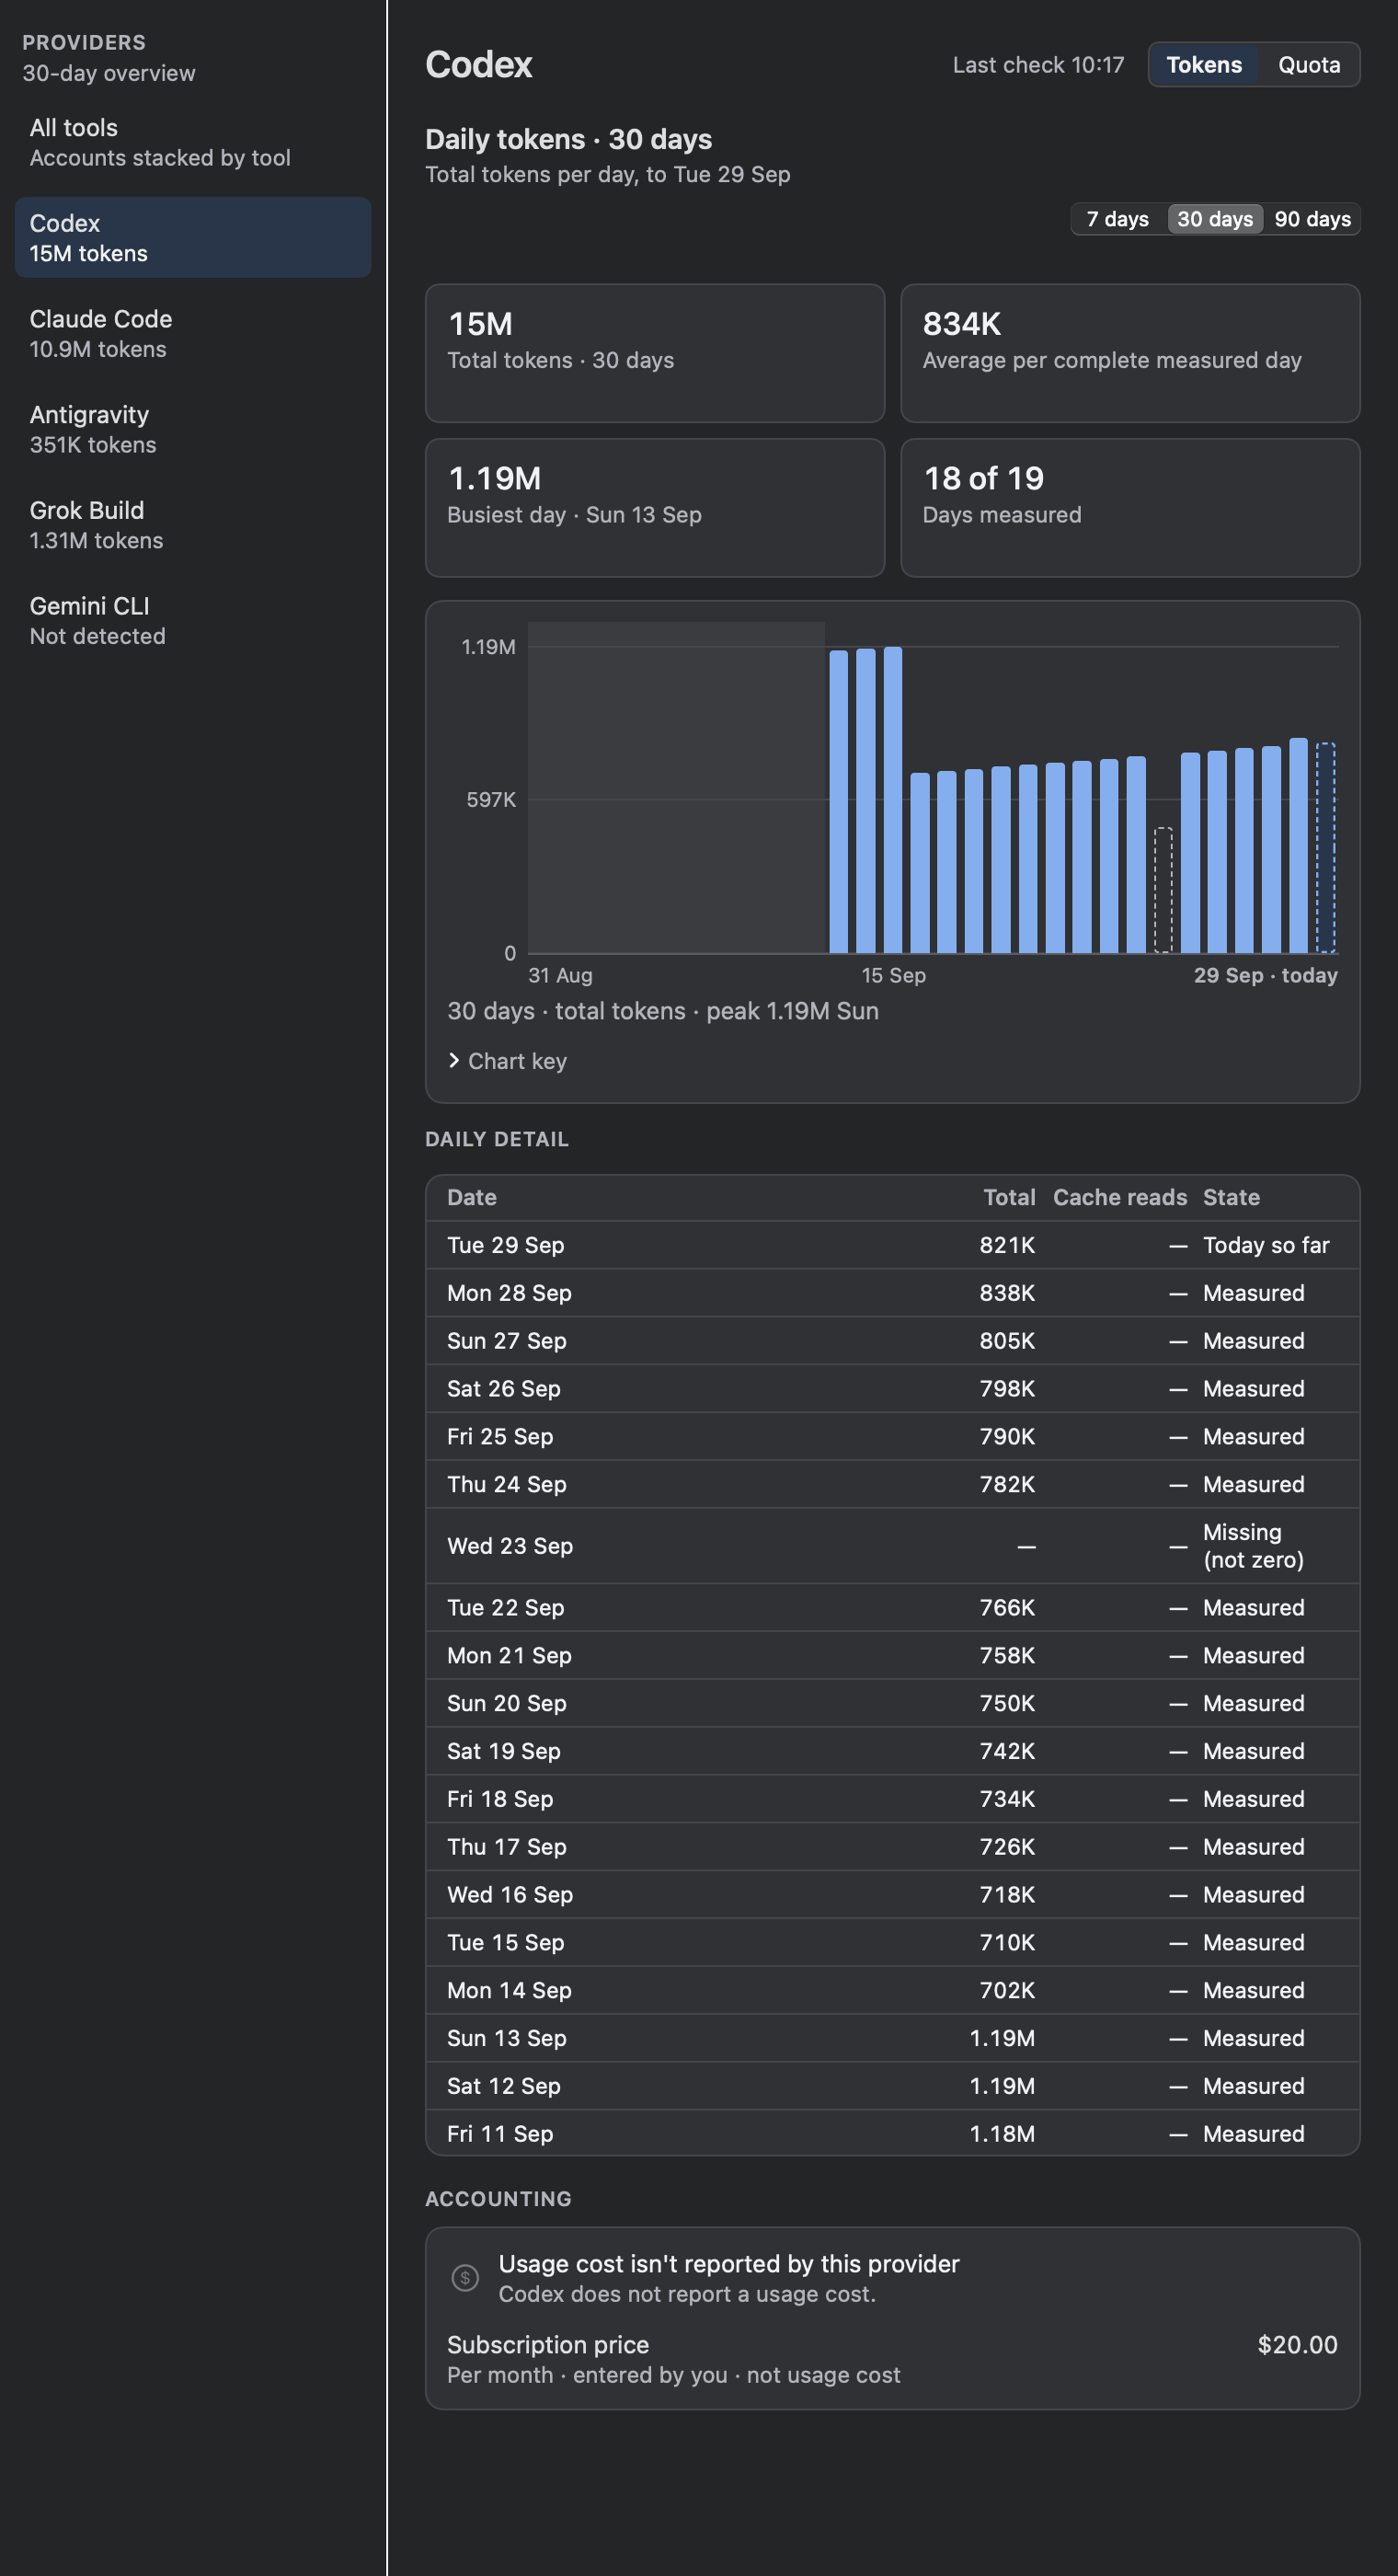 PROVIDERS
30-day overview
All tools
Accounts stacked by tool
Codex
15M tokens
Claude Code
10.9M tokens
Antigravity
351K tokens
Grok Build
1.31M tokens
Gemini CLI
Not detected
Codex
Last check 10:17
Tokens Quota
Daily tokens · 30 days
Total tokens per day, to Tue 29 Sep
7 days 30 days 90 days
15M
Total tokens · 30 days
834K
Average per complete measured day
1.19M
Busiest day · Sun 13 Sep
18 of 19
Days measured
1.19M
597K
0
31 Aug 15 Sep 29 Sep · today
30 days · total tokens · peak 1.19M Sun
Chart key
DAILY DETAIL
Date Total Cache reads State
Tue 29 Sep 821K — Today so far
Mon 28 Sep 838K — Measured
Sun 27 Sep 805K — Measured
Sat 26 Sep 798K — Measured
Fri 25 Sep 790K — Measured
Thu 24 Sep 782K — Measured
Wed 23 Sep — — Missing
(not zero)
Tue 22 Sep 766K — Measured
Mon 21 Sep 758K — Measured
Sun 20 Sep 750K — Measured
Sat 19 Sep 742K — Measured
Fri 18 Sep 734K — Measured
Thu 17 Sep 726K — Measured
Wed 16 Sep 718K — Measured
Tue 15 Sep 710K — Measured
Mon 14 Sep 702K — Measured
Sun 13 Sep 1.19M — Measured
Sat 12 Sep 1.19M — Measured
Fri 11 Sep 1.18M — Measured
ACCOUNTING
$ Usage cost isn't reported by this provider
Codex does not report a usage cost.
Subscription price $20.00
Per month · entered by you · not usage cost